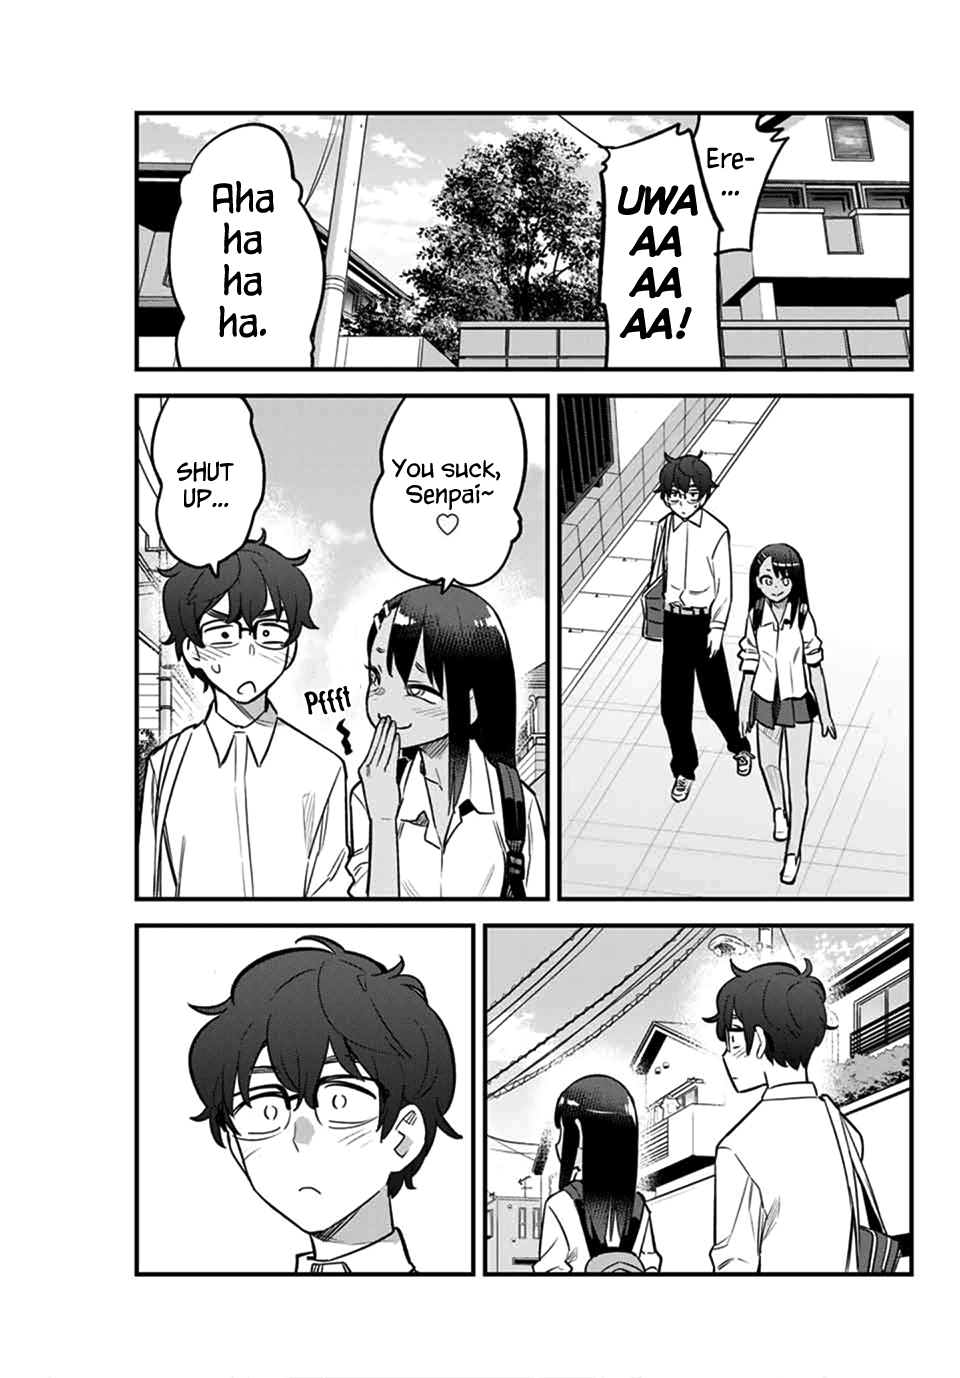 Ere-
...
UWA
AA
AA
AA!
Aha
ha
ha
ha.
You suck,
Senpai~
♡
Pffft
SHUT
UP...